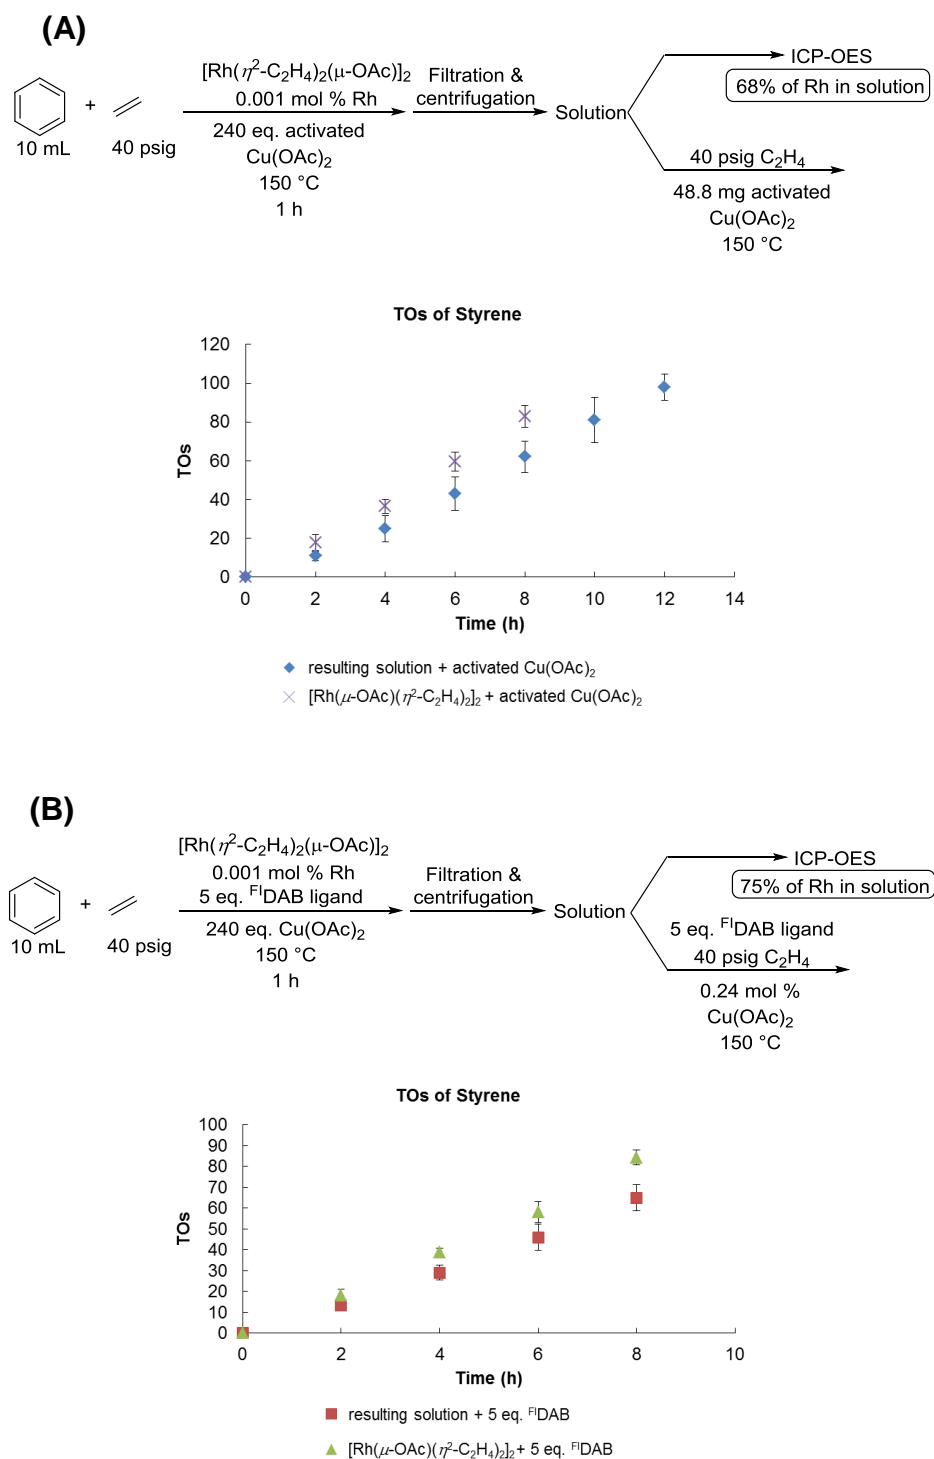 (A)
[Rh(η²-C₂H₄)₂(μ-OAc)]₂
0.001 mol % Rh
+
10 mL
40 psig
240 eq. activated
Cu(OAc)₂
150 °C
1 h
Filtration &
centrifugation
Solution
ICP-OES
68% of Rh in solution
40 psig C₂H₄
48.8 mg activated
Cu(OAc)₂
150 °C
TOs of Styrene
120
100
80
60
40
20
0
TOs
0 2 4 6 8 10 12 14
Time (h)
resulting solution + activated Cu(OAc)₂
[Rh(μ-OAc)(η²-C₂H₄)₂]₂ + activated Cu(OAc)₂
(B)
[Rh(η²-C₂H₄)₂(μ-OAc)]₂
0.001 mol % Rh
5 eq. ᶠˡDAB ligand
+
10 mL
40 psig
240 eq. Cu(OAc)₂
150 °C
1 h
Filtration &
centrifugation
Solution
ICP-OES
75% of Rh in solution
5 eq. ᶠˡDAB ligand
40 psig C₂H₄
0.24 mol %
Cu(OAc)₂
150 °C
TOs of Styrene
100
90
80
70
60
50
40
30
20
10
0
TOs
0 2 4 6 8 10
Time (h)
resulting solution + 5 eq. ᶠˡDAB
[Rh(μ-OAc)(η²-C₂H₄)₂]₂ + 5 eq. ᶠˡDAB